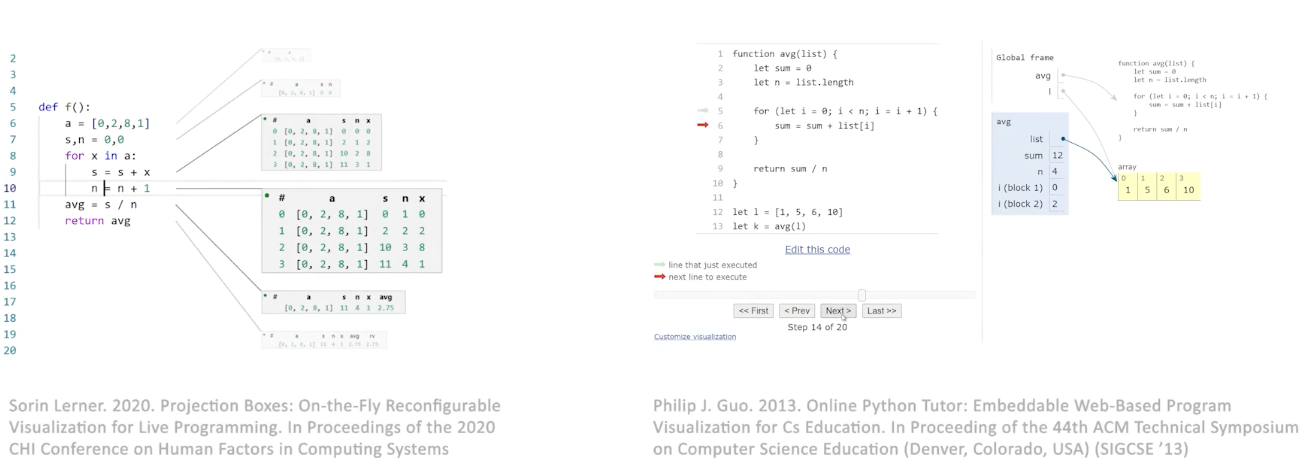 2
3
4
5 def f():
6 a = [0,2,8,1]
7 s,n = 0,0
8 for x in a:
9 s = s + x
10 n = n + 1
11 avg = s / n
12 return avg
13
14
15
16
17
18
19
20
# a
[0, 2, 8, 1]
# a s n
[0, 2, 8, 1] 0 0
# a s n x
0 [0, 2, 8, 1] 0 0 0
1 [0, 2, 8, 1] 2 1 2
2 [0, 2, 8, 1] 10 2 8
3 [0, 2, 8, 1] 11 3 1
# a s n x
0 [0, 2, 8, 1] 0 1 0
1 [0, 2, 8, 1] 2 2 2
2 [0, 2, 8, 1] 10 3 8
3 [0, 2, 8, 1] 11 4 1
# a s n x avg
[0, 2, 8, 1] 11 4 1 2.75
# a s n x avg rv
[0, 2, 8, 1] 11 4 1 2.75 2.75
Sorin Lerner. 2020. Projection Boxes: On-the-Fly Reconfigurable
Visualization for Live Programming. In Proceedings of the 2020
CHI Conference on Human Factors in Computing Systems
1 function avg(list) {
2 let sum = 0
3 let n = list.length
4
5 for (let i = 0; i < n; i = i + 1) {
6 sum = sum + list[i]
7 }
8
9 return sum / n
10 }
11
12 let l = [1, 5, 6, 10]
13 let k = avg(l)
Edit this code
line that just executed
next line to execute
<< First < Prev Next > Last >>
Step 14 of 20
Customize visualization
Global frame
avg
l
avg
list
sum 12
n 4
i (block 1) 0
i (block 2) 2
function avg(list) {
let sum = 0
let n = list.length
for (let i = 0; i < n; i = i + 1) {
sum = sum + list[i]
}
return sum / n
}
array
0 1 2 3
1 5 6 10
Philip J. Guo. 2013. Online Python Tutor: Embeddable Web-Based Program
Visualization for Cs Education. In Proceeding of the 44th ACM Technical Symposium
on Computer Science Education (Denver, Colorado, USA) (SIGCSE ’13)